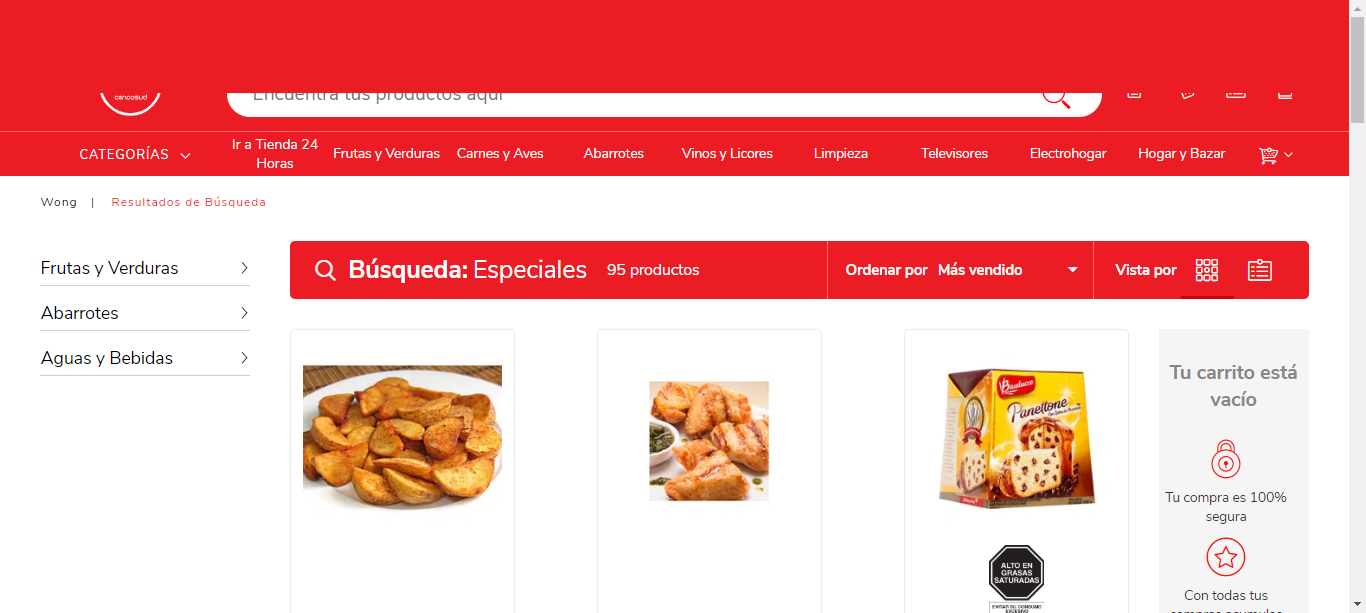 cencosud
Encuentra tus productos aquí
CATEGORÍAS
Ir a Tienda 24
Horas
Frutas y Verduras
Carnes y Aves
Abarrotes
Vinos y Licores
Limpieza
Televisores
Electrohogar
Hogar y Bazar
Wong | Resultados de Búsqueda
Frutas y Verduras
Abarrotes
Aguas y Bebidas
Búsqueda: Especiales 95 productos
Ordenar por Más vendido
Vista por
Bauducco
Panettone
ALTO EN
GRASAS
SATURADAS
EVITAR SU CONSUMO
EXCESIVO
Tu carrito está
vacío
Tu compra es 100%
segura
Con todas tus
compras acumulas